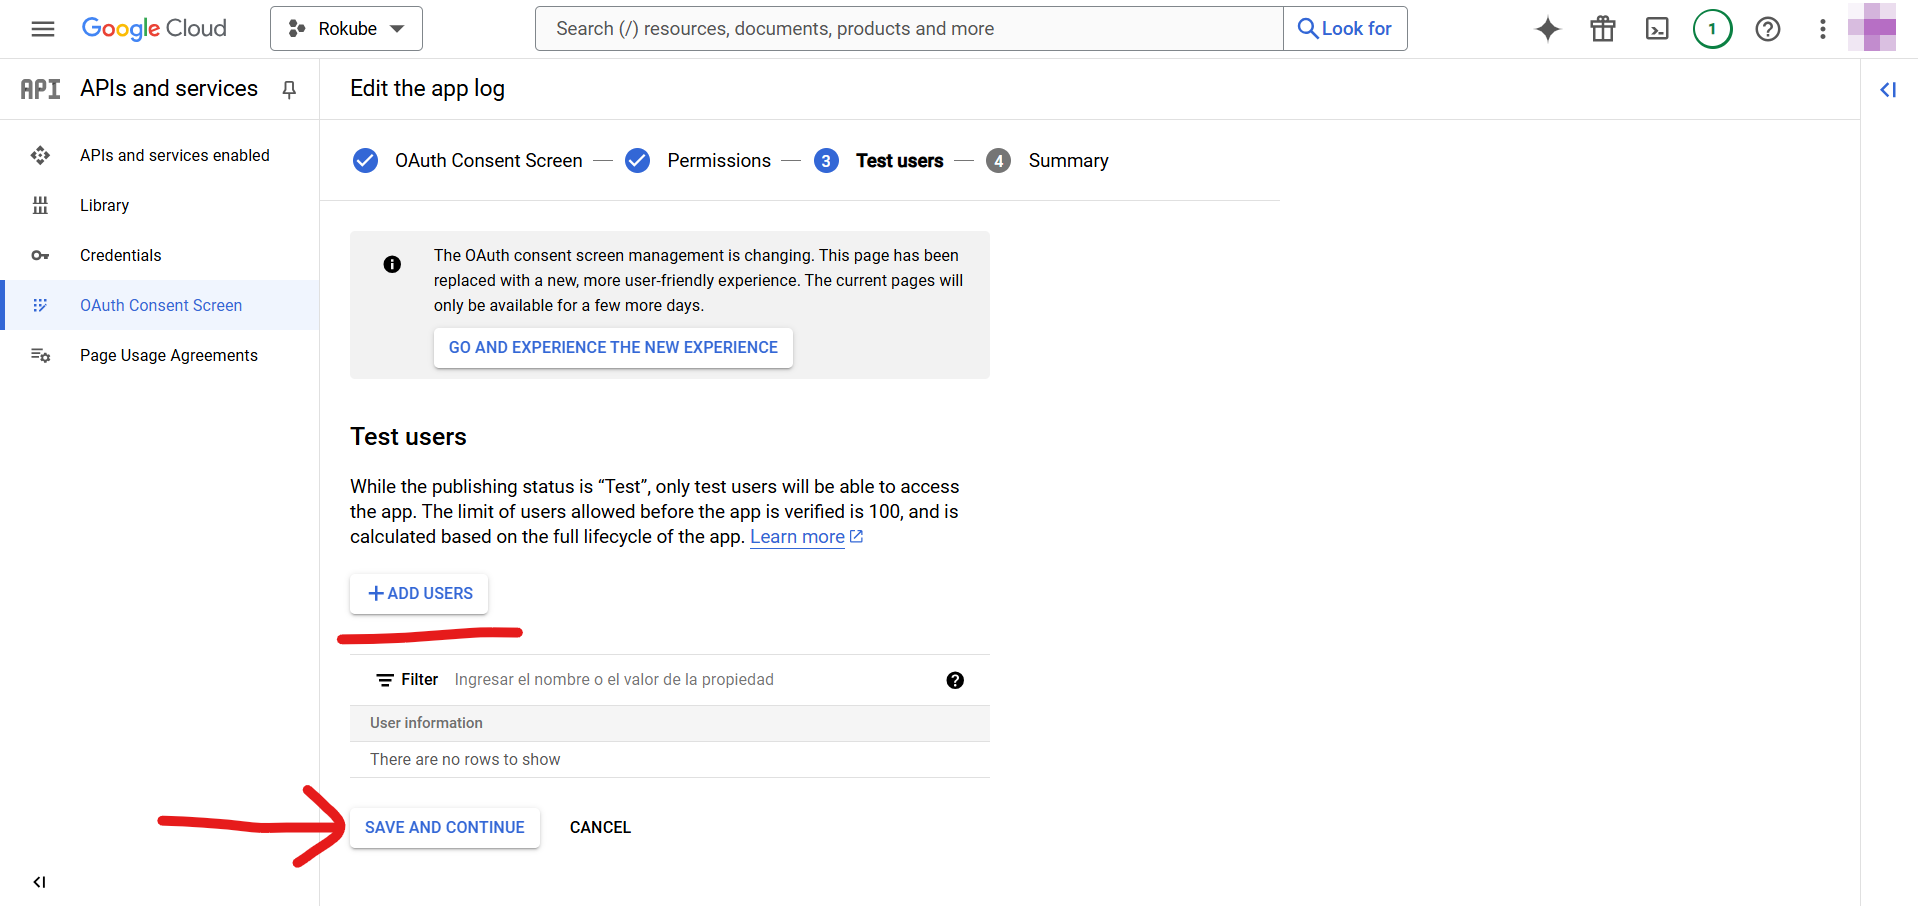 Google Cloud
Rokube
Search (/) resources, documents, products and more
Look for
1
API
APIs and services
Edit the app log
APIs and services enabled
Library
Credentials
OAuth Consent Screen
Page Usage Agreements
OAuth Consent Screen
Permissions
3 Test users
4 Summary
The OAuth consent screen management is changing. This page has been
replaced with a new, more user-friendly experience. The current pages will
only be available for a few more days.
GO AND EXPERIENCE THE NEW EXPERIENCE
Test users
While the publishing status is “Test”, only test users will be able to access
the app. The limit of users allowed before the app is verified is 100, and is
calculated based on the full lifecycle of the app. Learn more
ADD USERS
Filter Ingresar el nombre o el valor de la propiedad
User information
There are no rows to show
SAVE AND CONTINUE
CANCEL